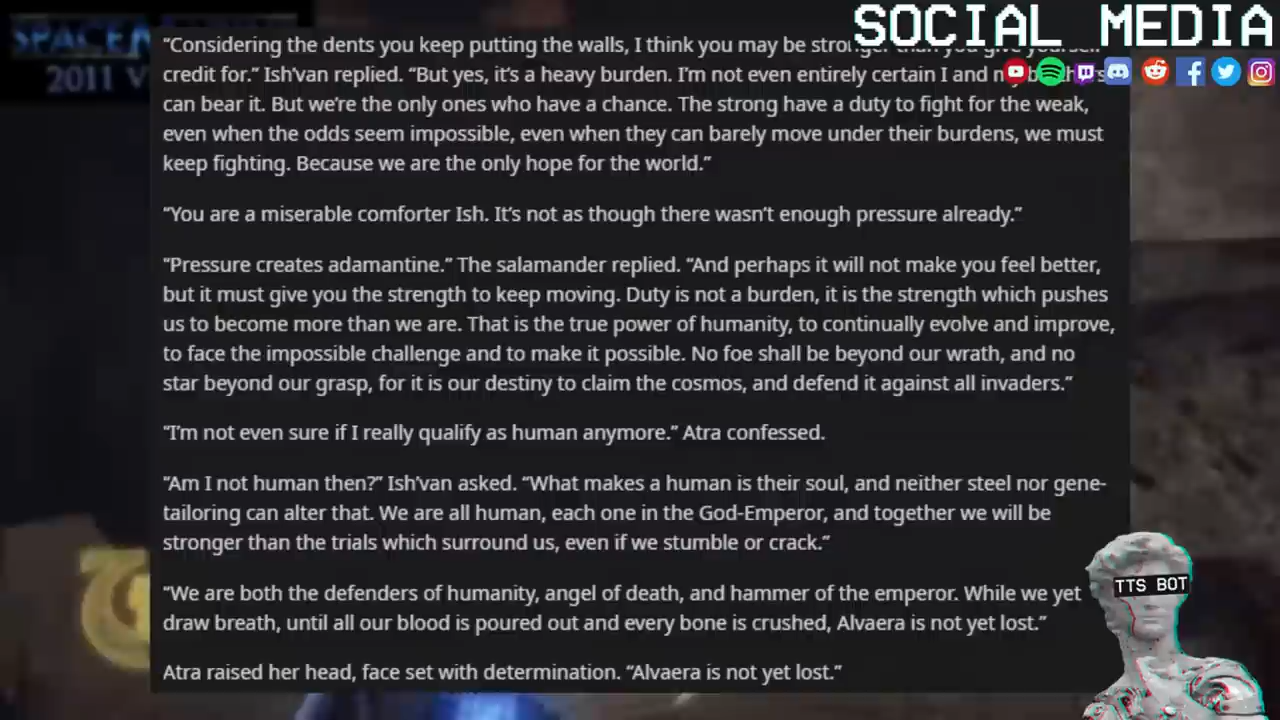 SOCIAL MEDIA
SPACE
2011 V
“Considering the dents you keep putting the walls, I think you may be stronger than you give yourself
credit for.” Ish’van replied. “But yes, it’s a heavy burden. I’m not even entirely certain I and my brothers
can bear it. But we’re the only ones who have a chance. The strong have a duty to fight for the weak,
even when the odds seem impossible, even when they can barely move under their burdens, we must
keep fighting. Because we are the only hope for the world.”
“You are a miserable comforter Ish. It’s not as though there wasn’t enough pressure already.”
“Pressure creates adamantine.” The salamander replied. “And perhaps it will not make you feel better,
but it must give you the strength to keep moving. Duty is not a burden, it is the strength which pushes
us to become more than we are. That is the true power of humanity, to continually evolve and improve,
to face the impossible challenge and to make it possible. No foe shall be beyond our wrath, and no
star beyond our grasp, for it is our destiny to claim the cosmos, and defend it against all invaders.”
“I’m not even sure if I really qualify as human anymore.” Atra confessed.
“Am I not human then?” Ish’van asked. “What makes a human is their soul, and neither steel nor gene-
tailoring can alter that. We are all human, each one in the God-Emperor, and together we will be
stronger than the trials which surround us, even if we stumble or crack.”
“We are both the defenders of humanity, angel of death, and hammer of the emperor. While we yet
draw breath, until all our blood is poured out and every bone is crushed, Alvaera is not yet lost.”
Atra raised her head, face set with determination. “Alvaera is not yet lost.”
TTS BOT